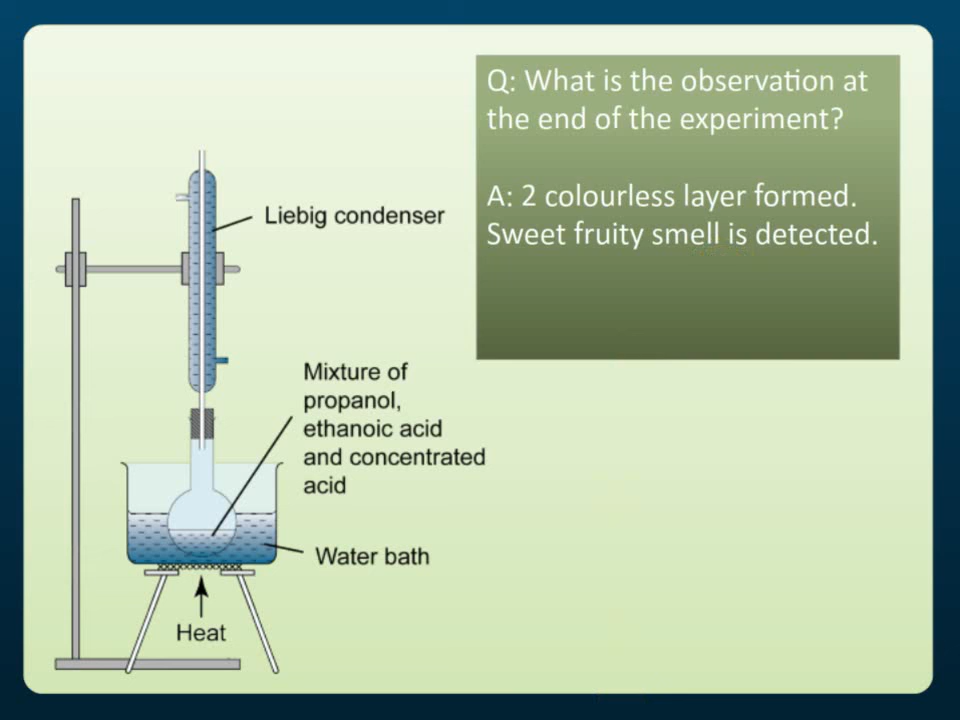 Q: What is the observation at
the end of the experiment?
A: 2 colourless layer formed.
Sweet fruity smell is detected.
Liebig condenser
Mixture of
propanol,
ethanoic acid
and concentrated
acid
Water bath
Heat